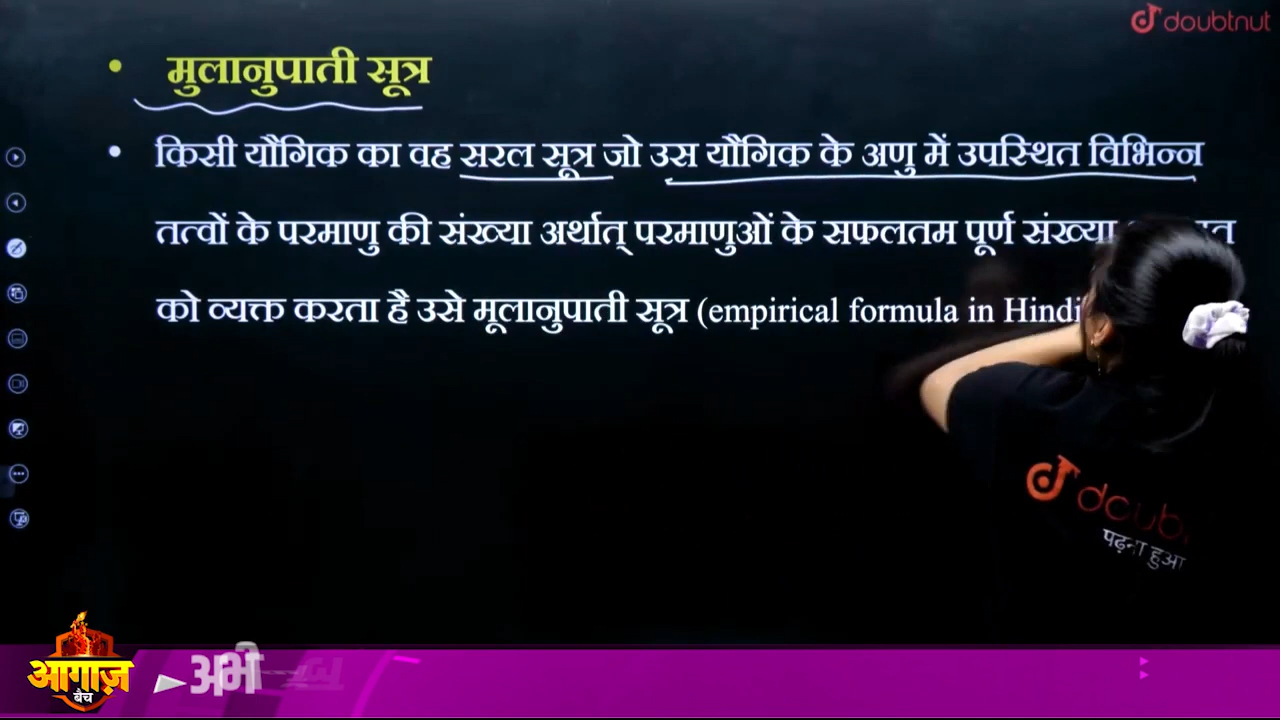 doubtnut
मुलानुपाती सूत्र
किसी यौगिक का वह सरल सूत्र जो उस यौगिक के अणु में उपस्थित विभिन्न
तत्वों के परमाणु की संख्या अर्थात् परमाणुओं के सफलतम पूर्ण संख्या
को व्यक्त करता है उसे मूलानुपाती सूत्र (empirical formula in Hindi
पढ़ना हुआ
आगाज़
बैच
अभी